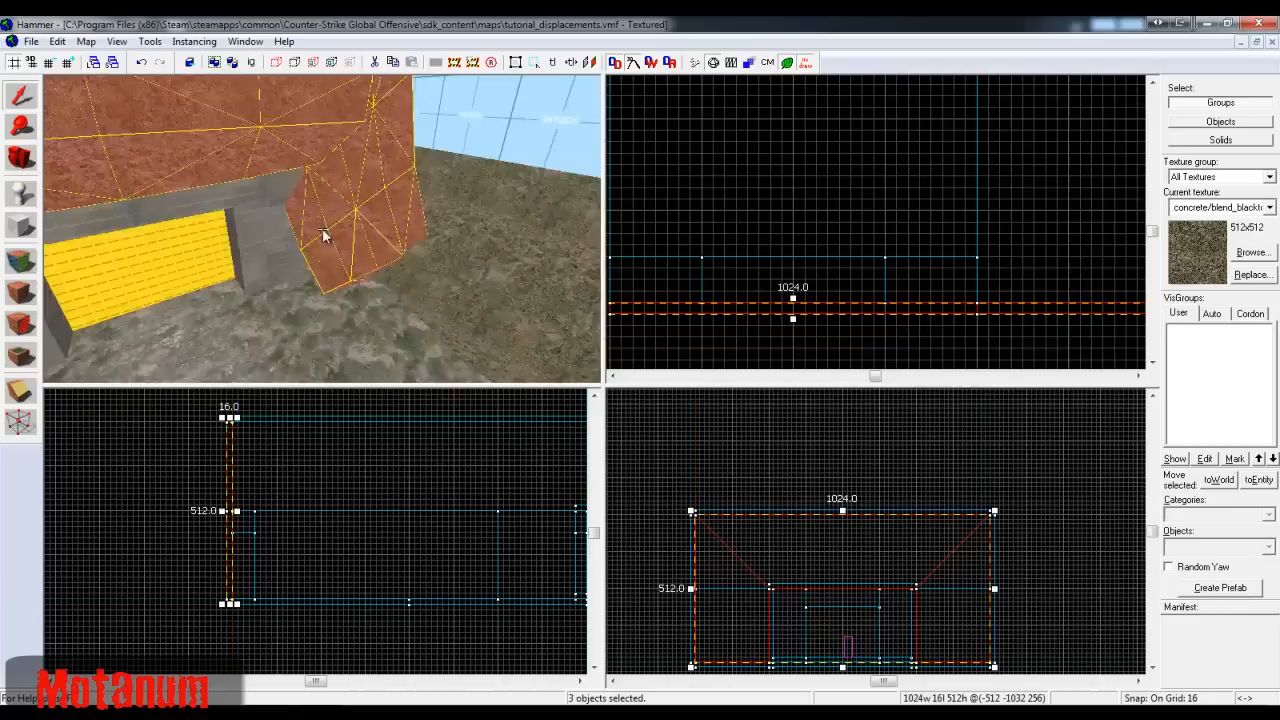 Hammer - [C:\Program Files (x86)\Steam\steamapps\common\Counter-Strike Global Offensive\sdk_content\maps\tutorial_displacements.vmf - Textured]
File Edit Map View Tools Instancing Window Help
Select:
Groups
Objects
Solids
Texture group:
All Textures
Current texture:
concrete/blend_blackt
512x512
Browse...
Replace...
VisGroups:
User Auto Cordon
Show Edit Mark
Move selected: toWorld toEntity
Categories:
Objects:
Random Yaw
Create Prefab
Manifest:
1024.0
16.0
512.0
1024.0
512.0
Motanum
For Help
3 objects selected.
1024w 16l 512h @(-512 -1032 256)
Snap: On Grid: 16
<->